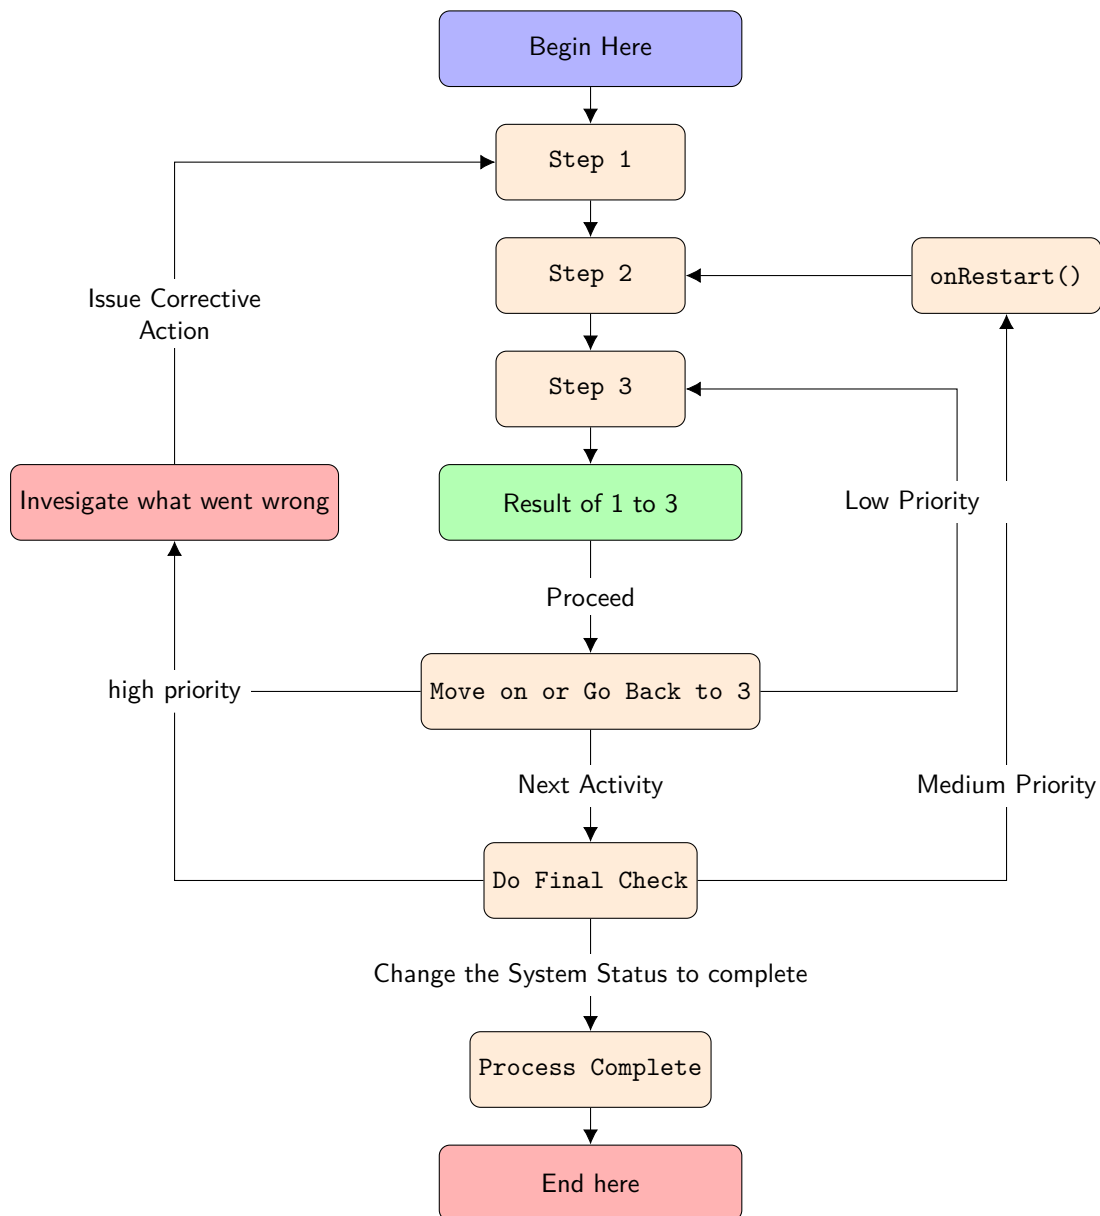 Begin Here
Step 1
Step 2
onRestart()
Issue Corrective
Action
Step 3
Invesigate what went wrong
Result of 1 to 3
Low Priority
Proceed
high priority
Move on or Go Back to 3
Next Activity
Medium Priority
Do Final Check
Change the System Status to complete
Process Complete
End here